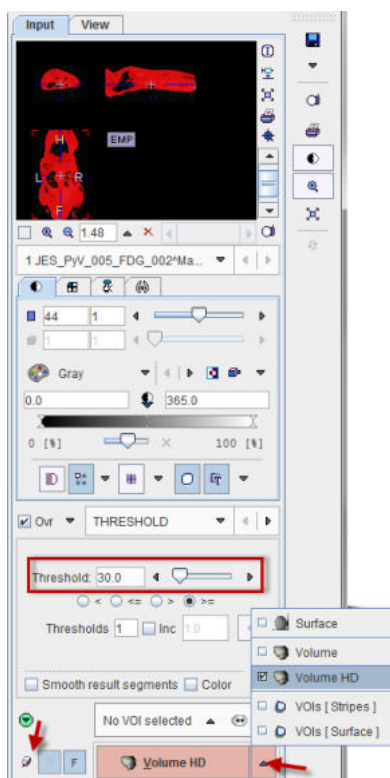 Input View
EMP
H
L R
F
1.48
1 JES_PyV_005_FDG_002^Ma...
44 1
1 1
Gray
0.0 365.0
0 [%] 100 [%]
Ovr THRESHOLD
Threshold: 30.0
< <= > >=
Thresholds 1 Inc 1.0
Surface
Volume
Volume HD
VOIs [ Stripes ]
VOIs [ Surface ]
Smooth result segments Color
No VOI selected
F Volume HD